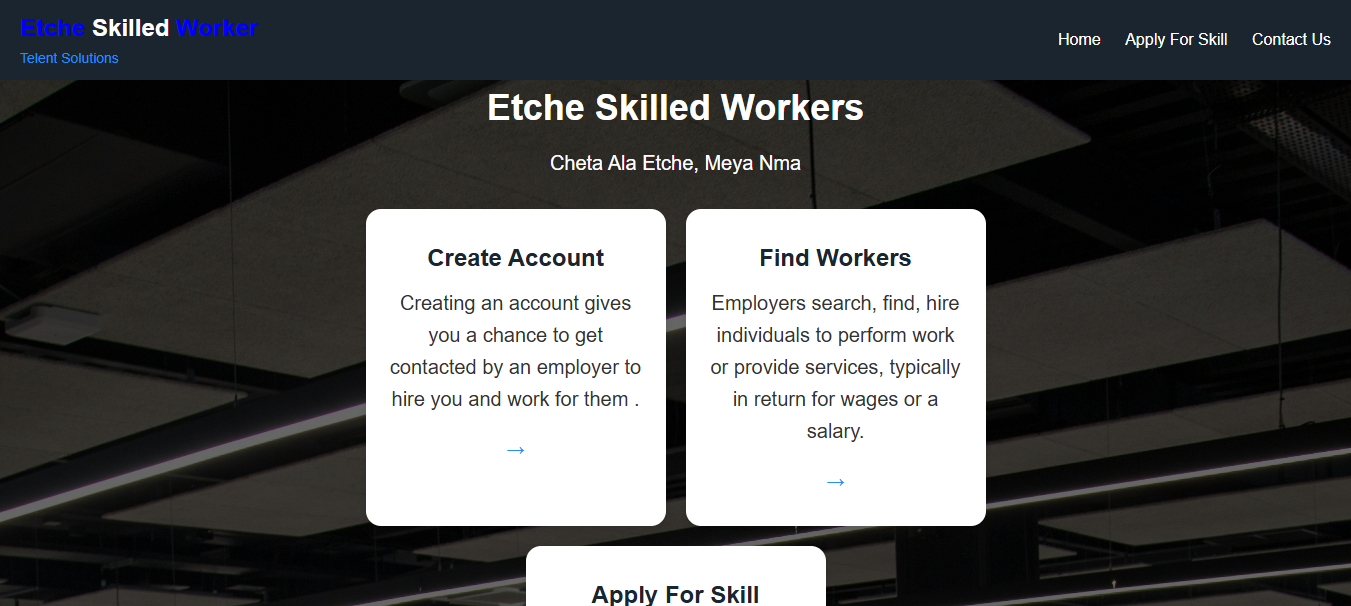 Etche Skilled Worker
Telent Solutions
Home Apply For Skill Contact Us
Etche Skilled Workers
Cheta Ala Etche, Meya Nma
Create Account
Creating an account gives
you a chance to get
contacted by an employer to
hire you and work for them .
→
Find Workers
Employers search, find, hire
individuals to perform work
or provide services, typically
in return for wages or a
salary.
→
Apply For Skill